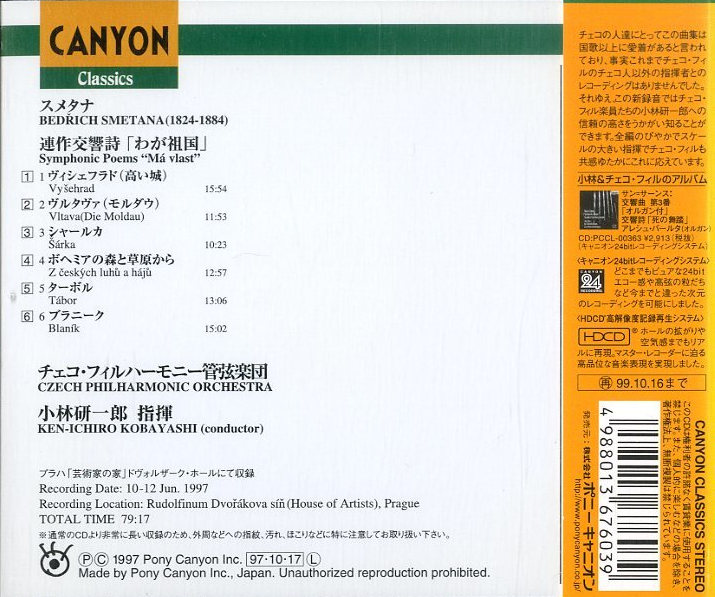 CANYON
Classics
スメタナ
BEDŘICH SMETANA(1824-1884)
連作交響詩「わが祖国」
Symphonic Poems “Má vlast”
1 1 ヴィシェフラド（高い城）
Vyšehrad 15:54
2 2 ヴルタヴァ（モルダウ）
Vltava(Die Moldau) 11:53
3 3 シャールカ
Šárka 10:23
4 4 ボヘミアの森と草原から
Z českých luhů a hájů 12:57
5 5 ターボル
Tábor 13:06
6 6 ブラニーク
Blaník 15:02
チェコ・フィルハーモニー管弦楽団
CZECH PHILHARMONIC ORCHESTRA
小林研一郎 指揮
KEN-ICHIRO KOBAYASHI (conductor)
プラハ「芸術家の家」ドヴォルザーク・ホールにて収録
Recording Date: 10-12 Jun. 1997
Recording Location: Rudolfinum Dvořákova síň(House of Artists), Prague
TOTAL TIME 79:17
※通常のCDより非常に長い収録のため、外周などへの指紋、汚れ、ほこりなどに特に注意してお取り扱い下さい。
Ⓟ Ⓒ 1997 Pony Canyon Inc. 97･10･17 Ⓛ
Made by Pony Canyon Inc., Japan. Unauthorized reproduction prohibited.
チェコの人達にとってこの曲集は
国歌以上に愛着があると言われ
ており、事実これまでチェコ・フィ
ルのチェコ人以外の指揮者との
レコーディングはありませんでした。
それゆえ、この新録音ではチェコ・
フィル楽員たちの小林研一郎へ
の信頼の高さをうかがい知ることが
できます。全編のびやかでスケー
ルの大きい指揮でチェコ・フィルも
共感ゆたかにこれに応えています。
小林&チェコ・フィルのアルバム
サン=サーンス:
交響曲 第3番
「オルガン付」
交響詩「死の舞踏」
アレシュ・バールタ(オルガン)
CD:PCCL-00363 ¥2,913(税抜)
(キャニオン24bitレコーディングシステム)
〈キャニオン24bitレコーディングシステム〉
CANYON
24
どこまでもピュアな24bit
エコー感や高弦の粒だち
など今までと違った次元
のレコーディングを可能にしました。
〈HDCD®高解像度記録再生システム〉
HDCD® ホールの拡がりや
空気感までもリア
ルに再現。マスター・レコーダーに迫る
高品位な音楽表現を実現しました。
再 99.10.16まで
CANYON CLASSICS STEREO
このCDは権利者の許諾なく賃貸業に使用することを
禁じます。また、個人的に楽しむなどの場合を除き、
著作権法上、無断複製は禁じられています。
発売元：株式会社ポニーキャニオン
http://www.ponycanyon.co.jp/
4988013676039